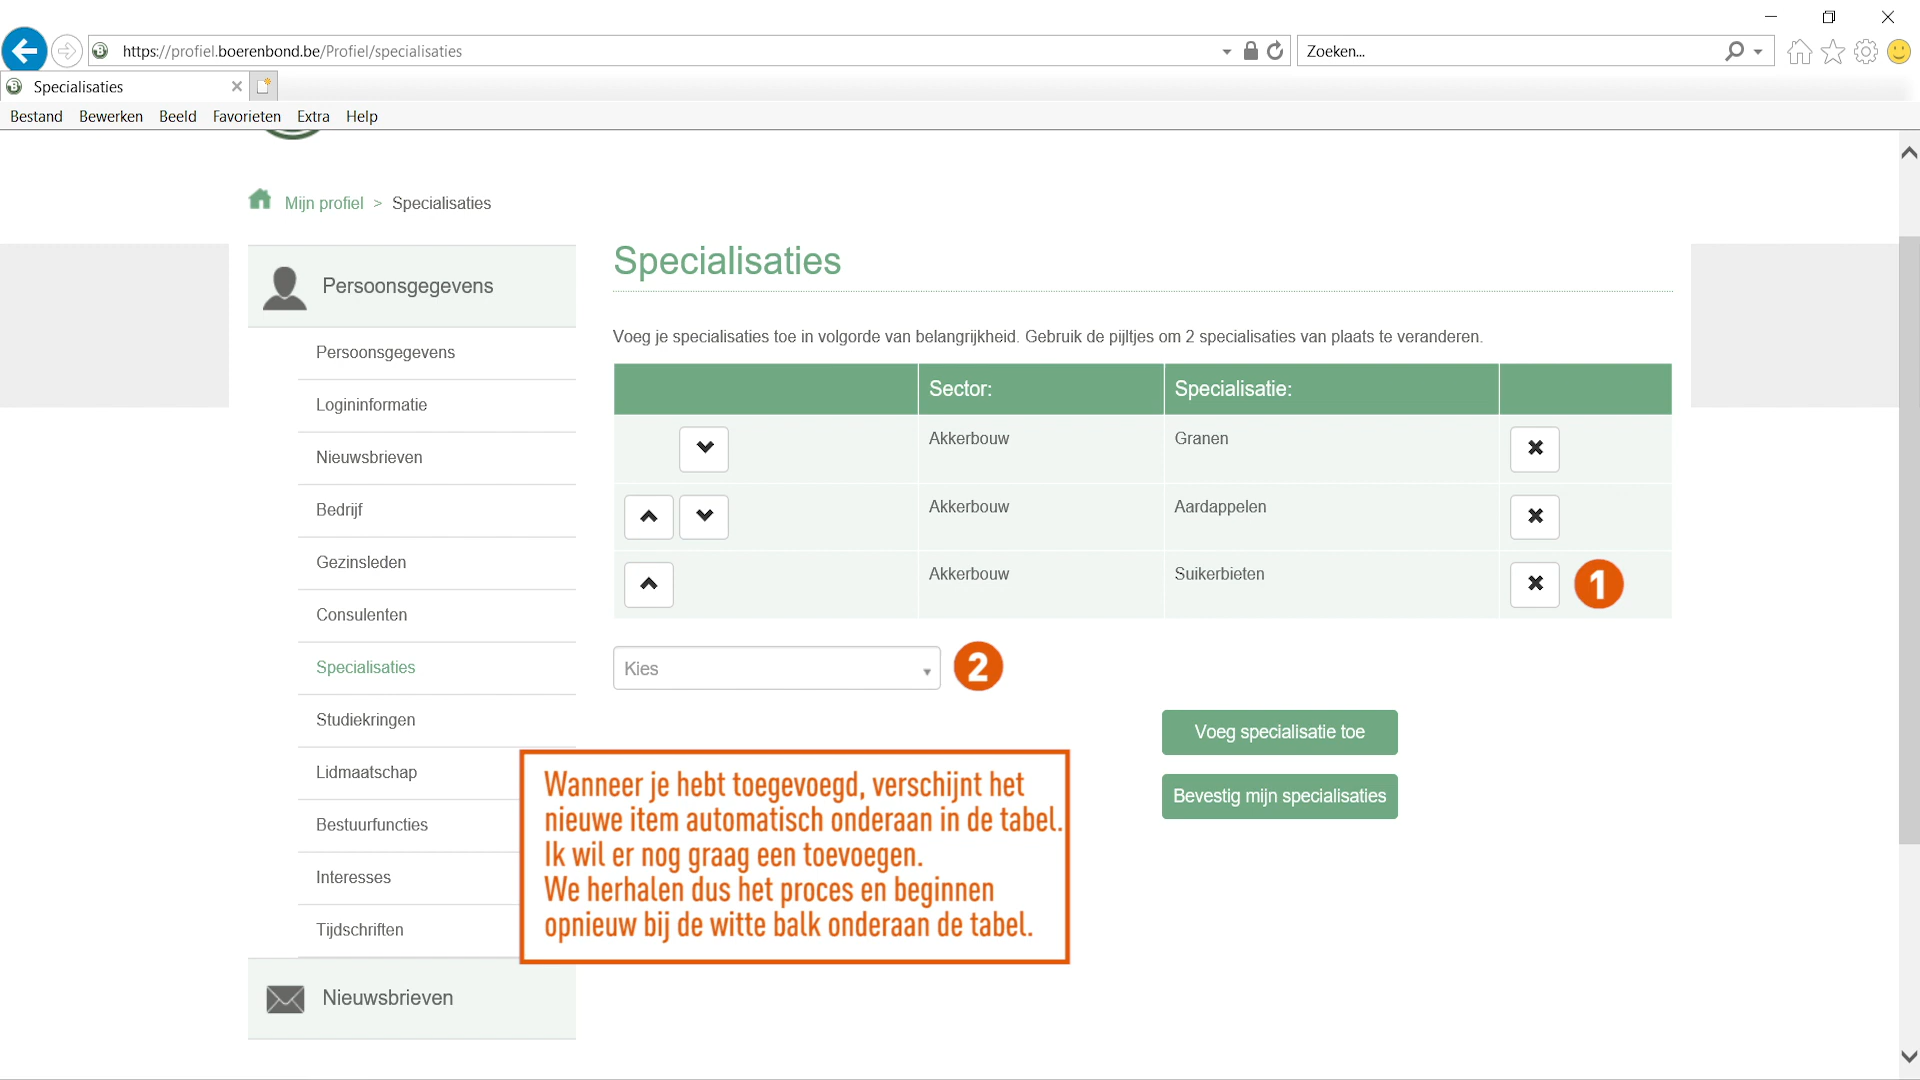 https://profiel.boerenbond.be/Profiel/specialisaties
Zoeken...
Specialisaties
Bestand Bewerken Beeld Favorieten Extra Help
Mijn profiel > Specialisaties
Persoonsgegevens
Persoonsgegevens
Logininformatie
Nieuwsbrieven
Bedrijf
Gezinsleden
Consulenten
Specialisaties
Studiekringen
Lidmaatschap
Bestuurfuncties
Interesses
Tijdschriften
Nieuwsbrieven
Specialisaties
Voeg je specialisaties toe in volgorde van belangrijkheid. Gebruik de pijltjes om 2 specialisaties van plaats te veranderen.
Sector: Specialisatie:
Akkerbouw Granen
Akkerbouw Aardappelen
Akkerbouw Suikerbieten 1
Kies 2
Voeg specialisatie toe
Bevestig mijn specialisaties
Wanneer je hebt toegevoegd, verschijnt het
nieuwe item automatisch onderaan in de tabel.
Ik wil er nog graag een toevoegen.
We herhalen dus het proces en beginnen
opnieuw bij de witte balk onderaan de tabel.